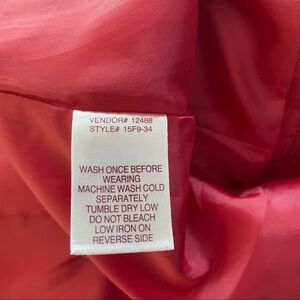 VENDOR# 12488
STYLE# 15F9-34
WASH ONCE BEFORE
WEARING
MACHINE WASH COLD
SEPARATELY
TUMBLE DRY LOW
DO NOT BLEACH
LOW IRON ON
REVERSE SIDE